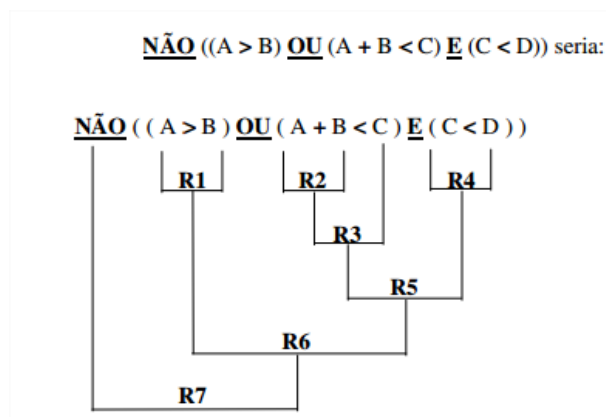 NÃO ((A > B) OU (A + B < C) E (C < D)) seria:
NÃO ( ( A > B ) OU ( A + B < C ) E ( C < D ) )
R1 R2 R4
R3
R5
R6
R7